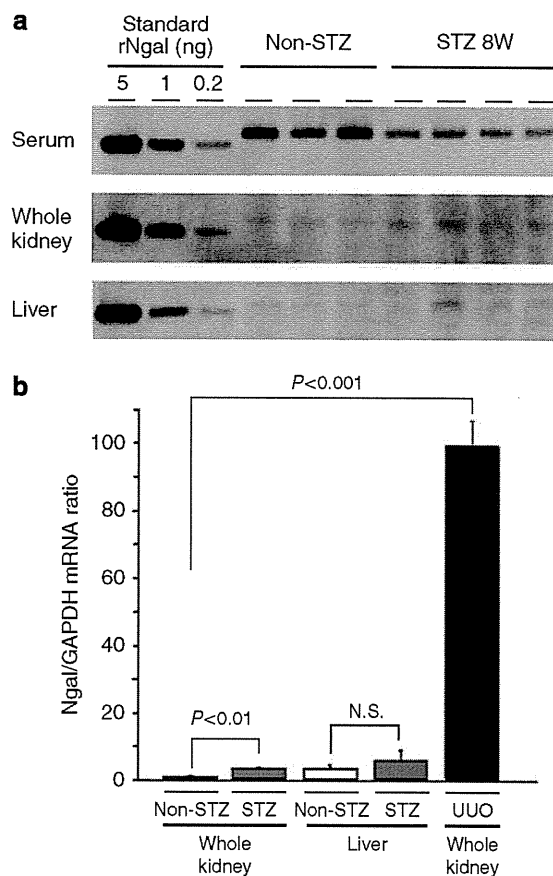 a
Standard
rNgal (ng)
Non-STZ
STZ 8W
5 1 0.2
Serum
Whole
kidney
Liver
b
P<0.001
Ngal/GAPDH mRNA ratio
100
80
60
40
20
0
P<0.01
N.S.
Non-STZ STZ Non-STZ STZ UUO
Whole
kidney
Liver
Whole
kidney